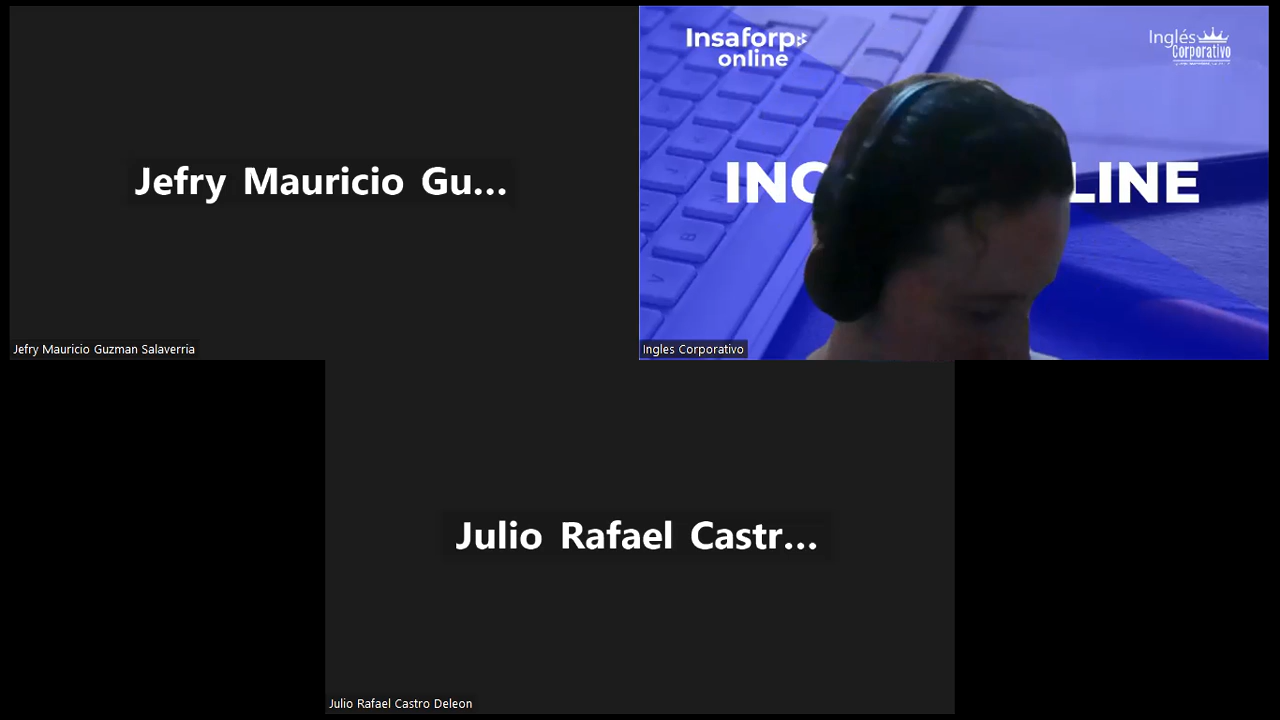 Jefry Mauricio Gu...
Jefry Mauricio Guzman Salaverria
Insaforp
online
Inglés
Corporativo
ING
LINE
Ingles Corporativo
Julio Rafael Castr...
Julio Rafael Castro Deleon